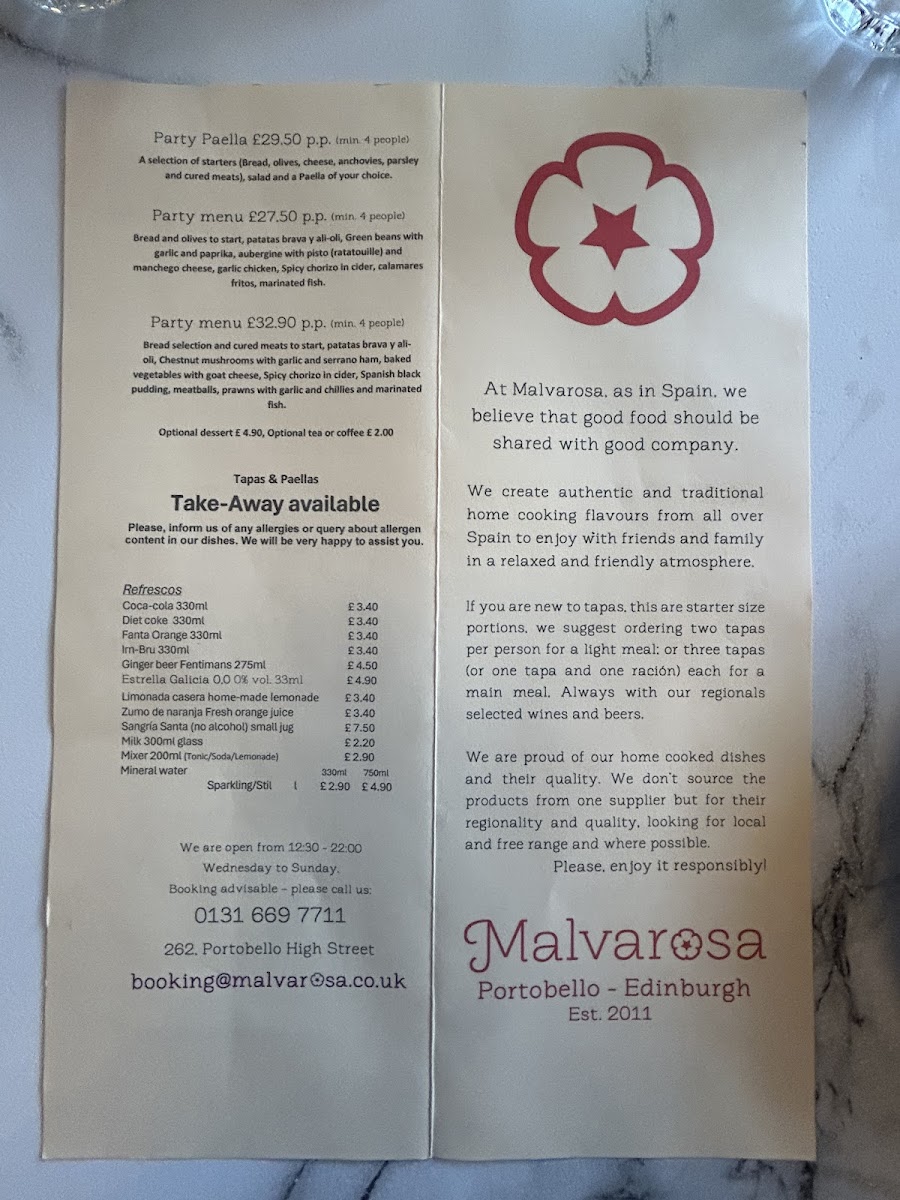 Party Paella £29.50 p.p. (min. 4 people)
A selection of starters (Bread, olives, cheese, anchovies, parsley
and cured meats), salad and a Paella of your choice.
Party menu £27.50 p.p. (min. 4 people)
Bread and olives to start, patatas brava y ali-oli, Green beans with
garlic and paprika, aubergine with pisto (ratatouille) and
manchego cheese, garlic chicken, Spicy chorizo in cider, calamares
fritos, marinated fish.
Party menu £32.90 p.p. (min. 4 people)
Bread selection and cured meats to start, patatas brava y ali-
oli, Chestnut mushrooms with garlic and serrano ham, baked
vegetables with goat cheese, Spicy chorizo in cider, Spanish black
pudding, meatballs, prawns with garlic and chillies and marinated
fish.
Optional dessert £ 4.90, Optional tea or coffee £ 2.00
Tapas & Paellas
Take-Away available
Please, inform us of any allergies or query about allergen
content in our dishes. We will be very happy to assist you.
Refrescos
Coca-cola 330ml £ 3.40
Diet coke 330ml £ 3.40
Fanta Orange 330ml £ 3.40
Irn-Bru 330ml £ 3.40
Ginger beer Fentimans 275ml £ 4.50
Estrella Galicia 0,0 0% vol. 33ml £ 4.90
Limonada casera home-made lemonade £ 3.40
Zumo de naranja Fresh orange juice £ 3.40
Sangría Santa (no alcohol) small jug £ 7.50
Milk 300ml glass £ 2.20
Mixer 200ml (Tonic/Soda/Lemonade) £ 2.90
Mineral water 330ml 750ml
Sparkling/Stil l £ 2.90 £ 4.90
We are open from 12:30 - 22:00
Wednesday to Sunday.
Booking advisable - please call us:
0131 669 7711
262, Portobello High Street
booking@malvarosa.co.uk
At Malvarosa, as in Spain, we
believe that good food should be
shared with good company.
We create authentic and traditional
home cooking flavours from all over
Spain to enjoy with friends and family
in a relaxed and friendly atmosphere.
If you are new to tapas, this are starter size
portions, we suggest ordering two tapas
per person for a light meal; or three tapas
(or one tapa and one ración) each for a
main meal. Always with our regionals
selected wines and beers.
We are proud of our home cooked dishes
and their quality. We don't source the
products from one supplier but for their
regionality and quality, looking for local
and free range and where possible.
Please, enjoy it responsibly!
Malvarosa
Portobello - Edinburgh
Est. 2011